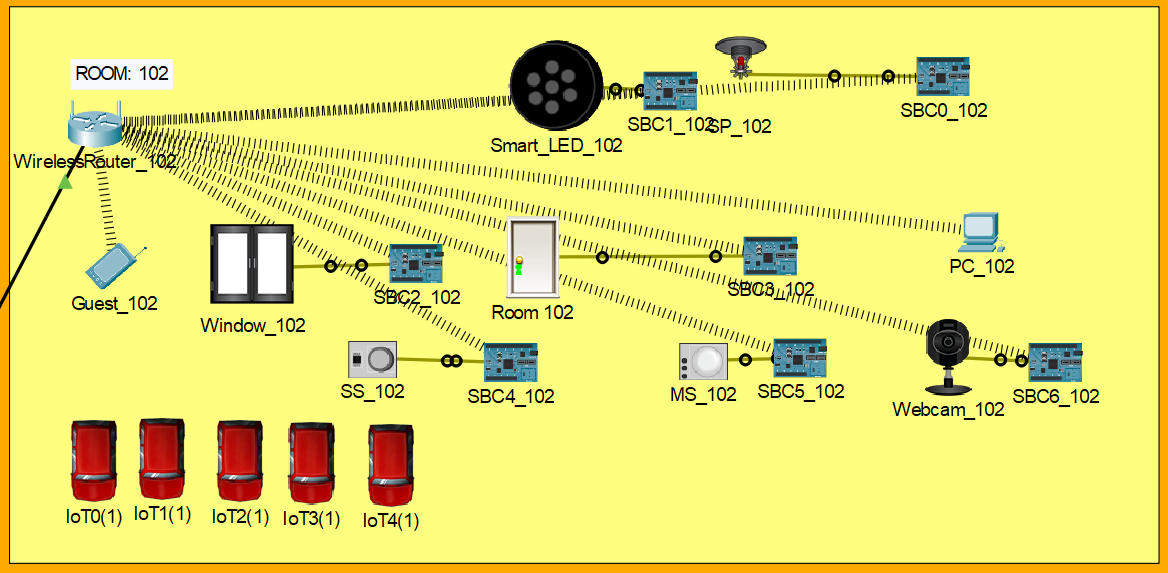 ROOM: 102
SBC0_102
SBC1_102
SP_102
Smart_LED_102
WirelessRouter_102
PC_102
Guest_102
SBC2_102
SBC3_102
Room 102
Window_102
SS_102
SBC4_102
MS_102
SBC5_102
Webcam_102
SBC6_102
IoT0(1)
IoT1(1)
IoT2(1)
IoT3(1)
IoT4(1)